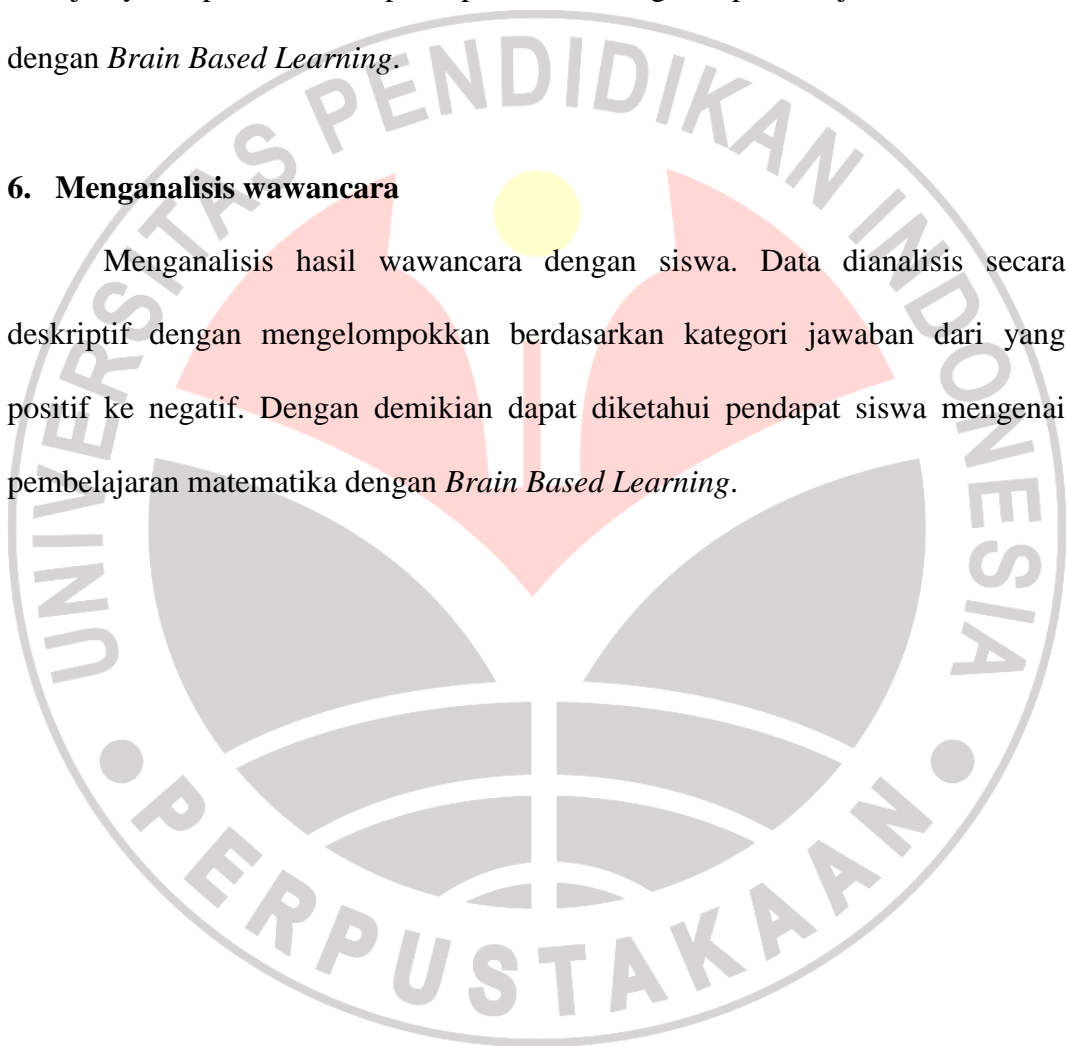 dengan Brain Based Learning.
6. Menganalisis wawancara
Menganalisis hasil wawancara dengan siswa. Data dianalisis secara
deskriptif dengan mengelompokkan berdasarkan kategori jawaban dari yang
positif ke negatif. Dengan demikian dapat diketahui pendapat siswa mengenai
pembelajaran matematika dengan Brain Based Learning.
UNIVERSITAS PENDIDIKAN INDONESIA
PERPUSTAKAAN